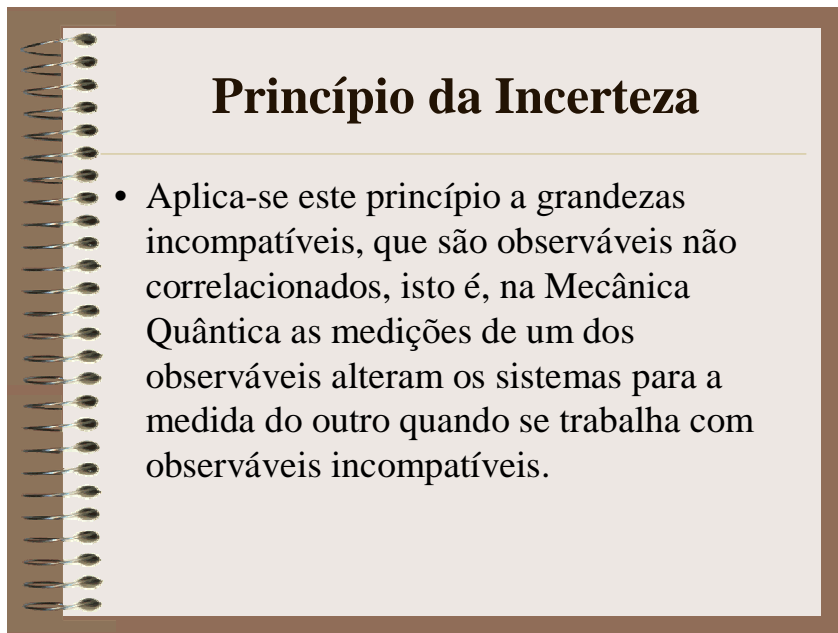 Princípio da Incerteza
• Aplica-se este princípio a grandezas
incompatíveis, que são observáveis não
correlacionados, isto é, na Mecânica
Quântica as medições de um dos
observáveis alteram os sistemas para a
medida do outro quando se trabalha com
observáveis incompatíveis.